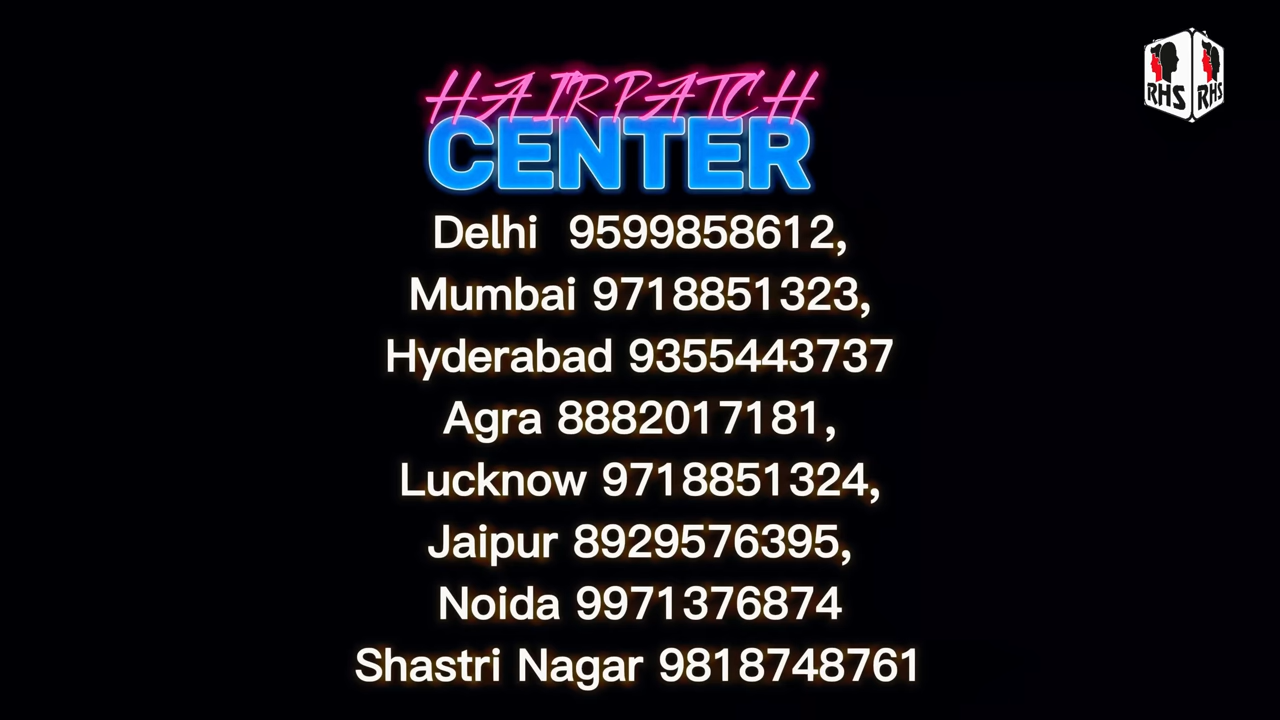 HAIRPATCH
CENTER
Delhi 9599858612,
Mumbai 9718851323,
Hyderabad 9355443737
Agra 8882017181,
Lucknow 9718851324,
Jaipur 8929576395,
Noida 9971376874
Shastri Nagar 9818748761
RHS RHS